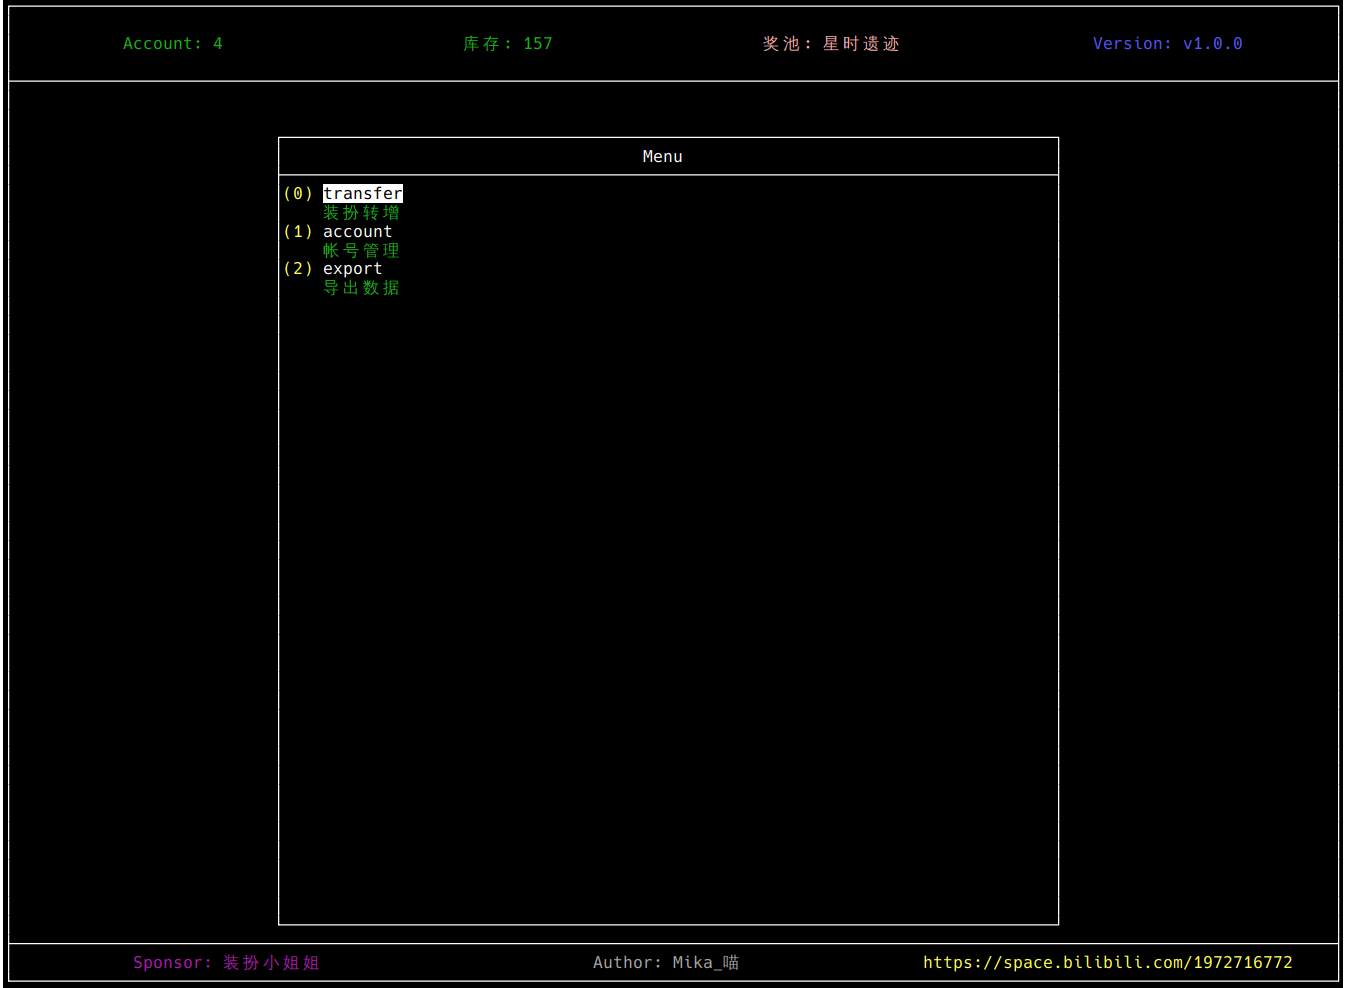 Account: 4 库存: 157 奖池: 星时遗迹 Version: v1.0.0
Menu
(0) transfer
装扮转增
(1) account
帐号管理
(2) export
导出数据
Sponsor: 装扮小姐姐 Author: Mika_喵 https://space.bilibili.com/1972716772